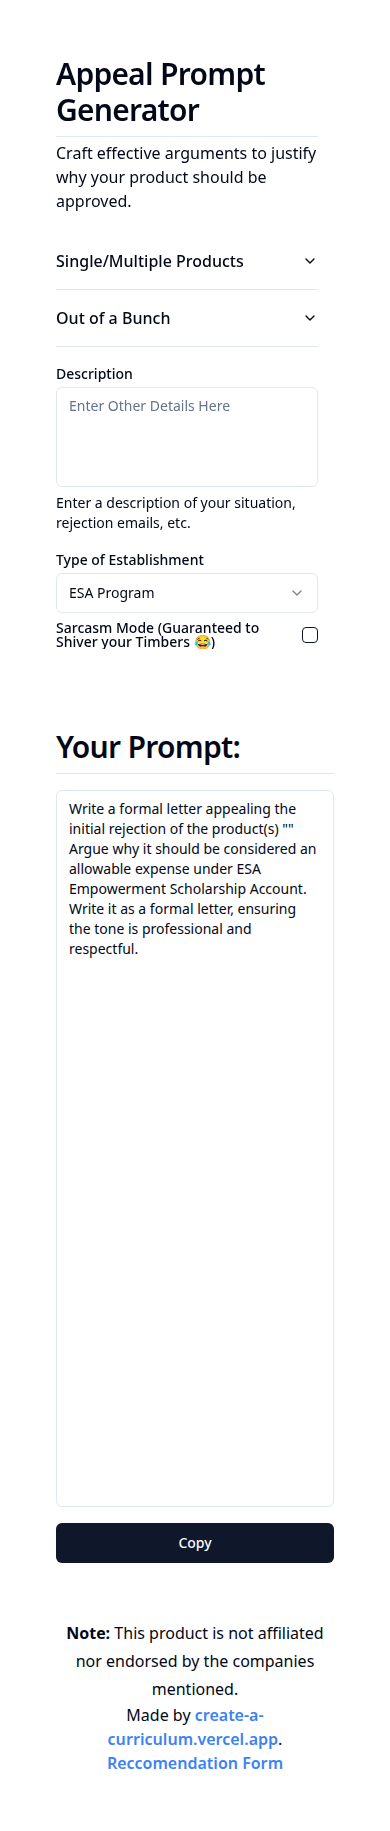 Appeal Prompt
Generator
Craft effective arguments to justify
why your product should be
approved.
Single/Multiple Products
Out of a Bunch
Description
Enter Other Details Here
Enter a description of your situation,
rejection emails, etc.
Type of Establishment
ESA Program
Sarcasm Mode (Guaranteed to
Shiver your Timbers 😂)
Your Prompt:
Write a formal letter appealing the
initial rejection of the product(s) ""
Argue why it should be considered an
allowable expense under ESA
Empowerment Scholarship Account.
Write it as a formal letter, ensuring
the tone is professional and
respectful.
Copy
Note: This product is not affiliated
nor endorsed by the companies
mentioned.
Made by create-a-
curriculum.vercel.app.
Reccomendation Form